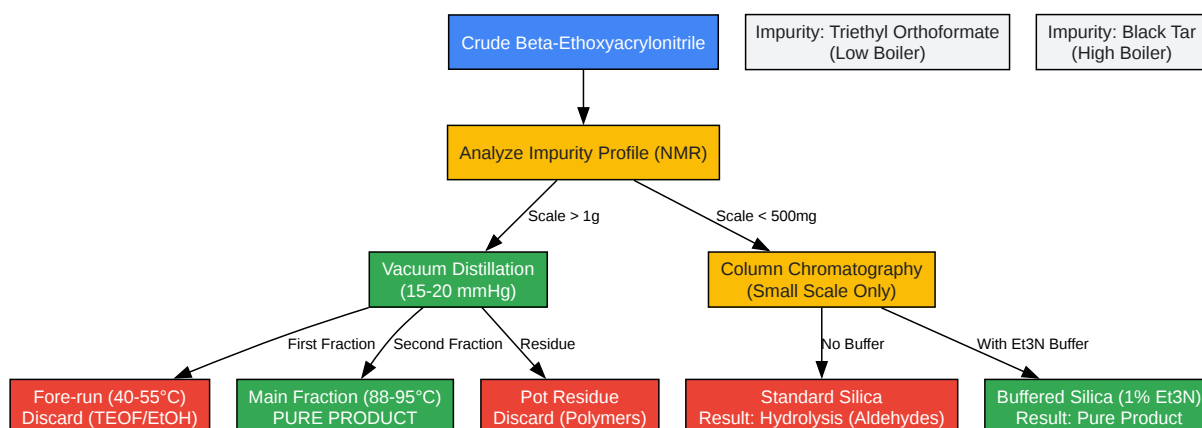 Crude Beta-Ethoxyacrylonitrile
Impurity: Triethyl Orthoformate
(Low Boiler)
Impurity: Black Tar
(High Boiler)
Analyze Impurity Profile (NMR)
Scale > 1g
Scale < 500mg
Vacuum Distillation
(15-20 mmHg)
Column Chromatography
(Small Scale Only)
First Fraction
Second Fraction
Residue
No Buffer
With Et3N Buffer
Fore-run (40-55°C)
Discard (TEOF/EtOH)
Main Fraction (88-95°C)
PURE PRODUCT
Pot Residue
Discard (Polymers)
Standard Silica
Result: Hydrolysis (Aldehydes)
Buffered Silica (1% Et3N)
Result: Pure Product